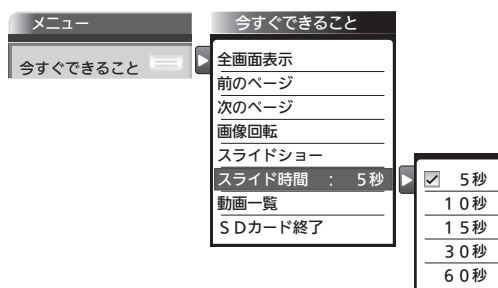 メニュー
今すぐできること
今すぐできること
全画面表示
前のページ
次のページ
画像回転
スライドショー
スライド時間 : 5秒
動画一覧
SDカード終了
5秒
10秒
15秒
30秒
60秒